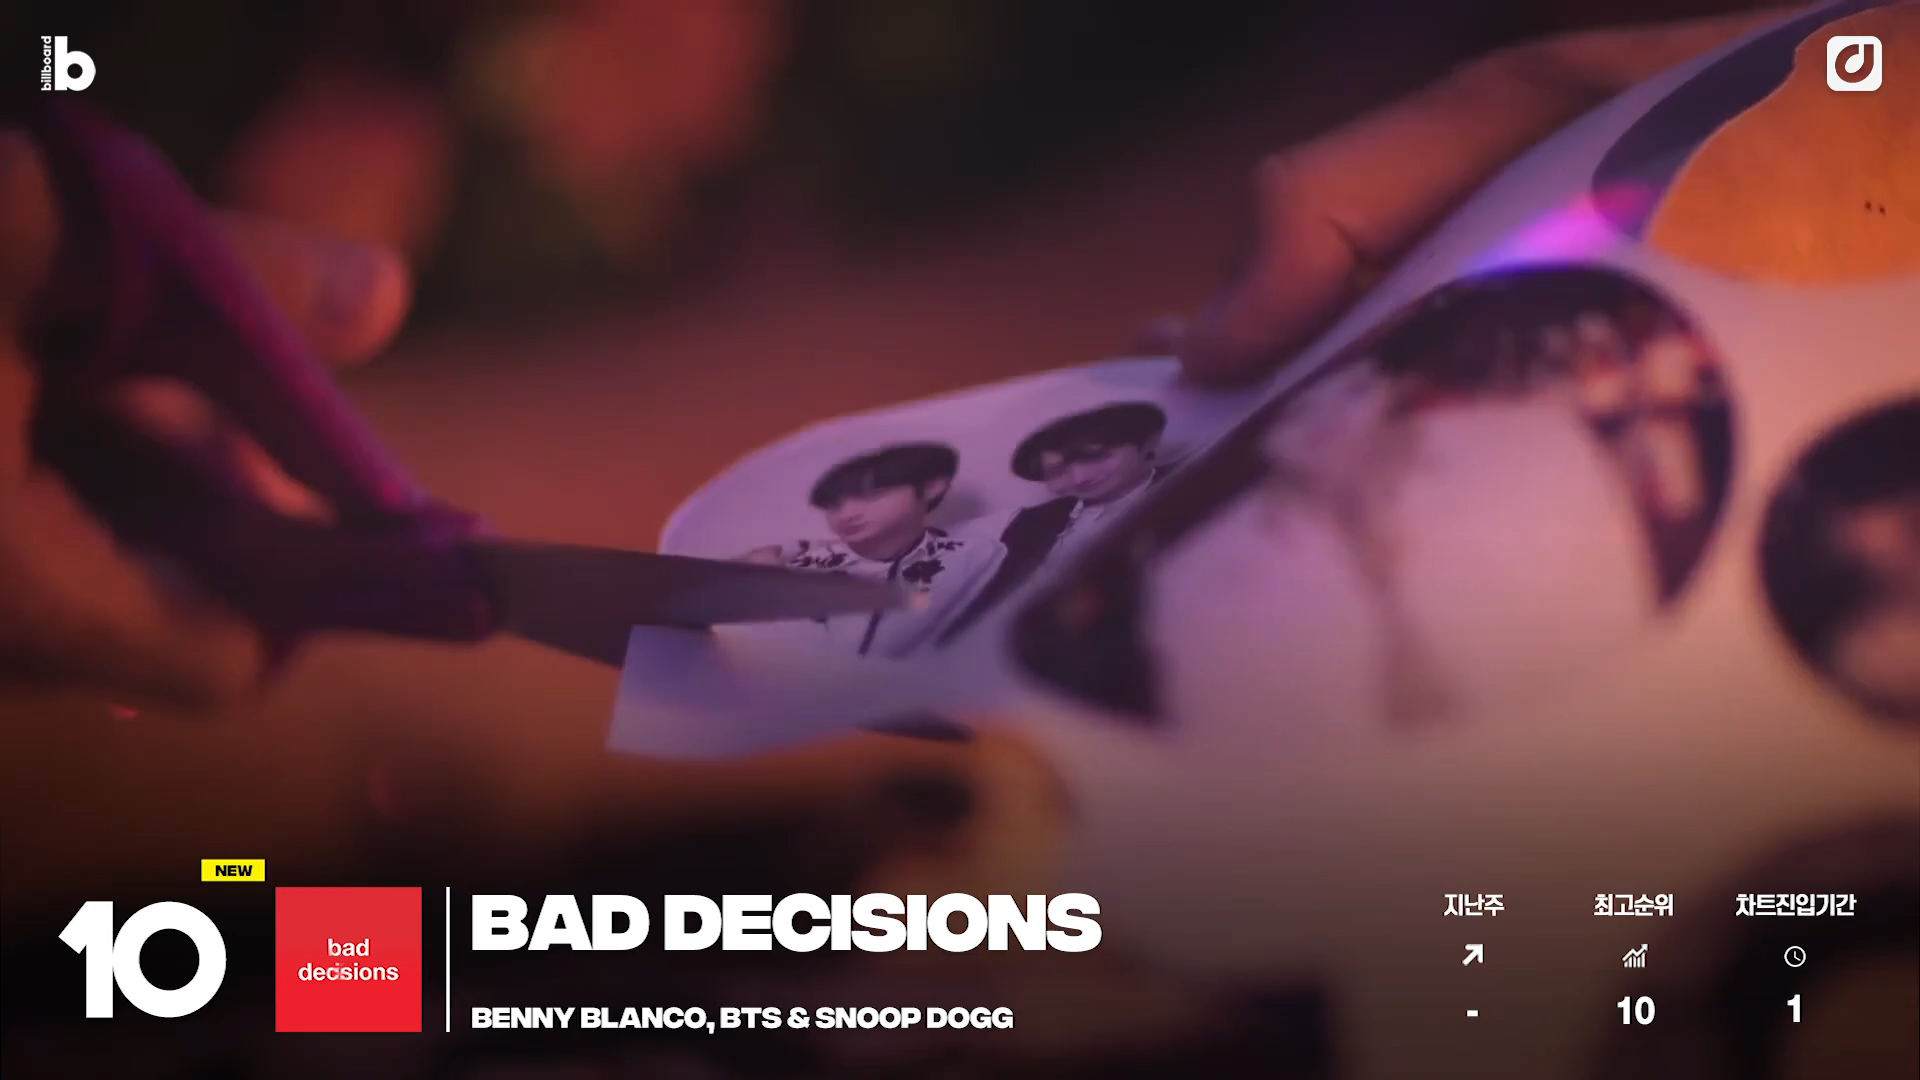 billboard
b
NEW
10
bad
decisions
BAD DECISIONS
BENNY BLANCO, BTS & SNOOP DOGG
지난주
최고순위
차트진입기간
-
10
1